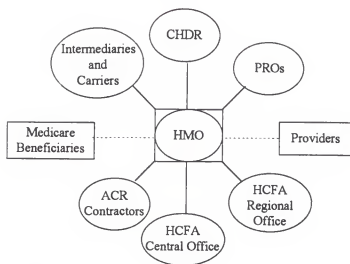 CHDR
Intermediaries
and
Carriers
PROs
Medicare
Beneficiaries
HMO
Providers
ACR
Contractors
HCFA
Regional
Office
HCFA
Central Office